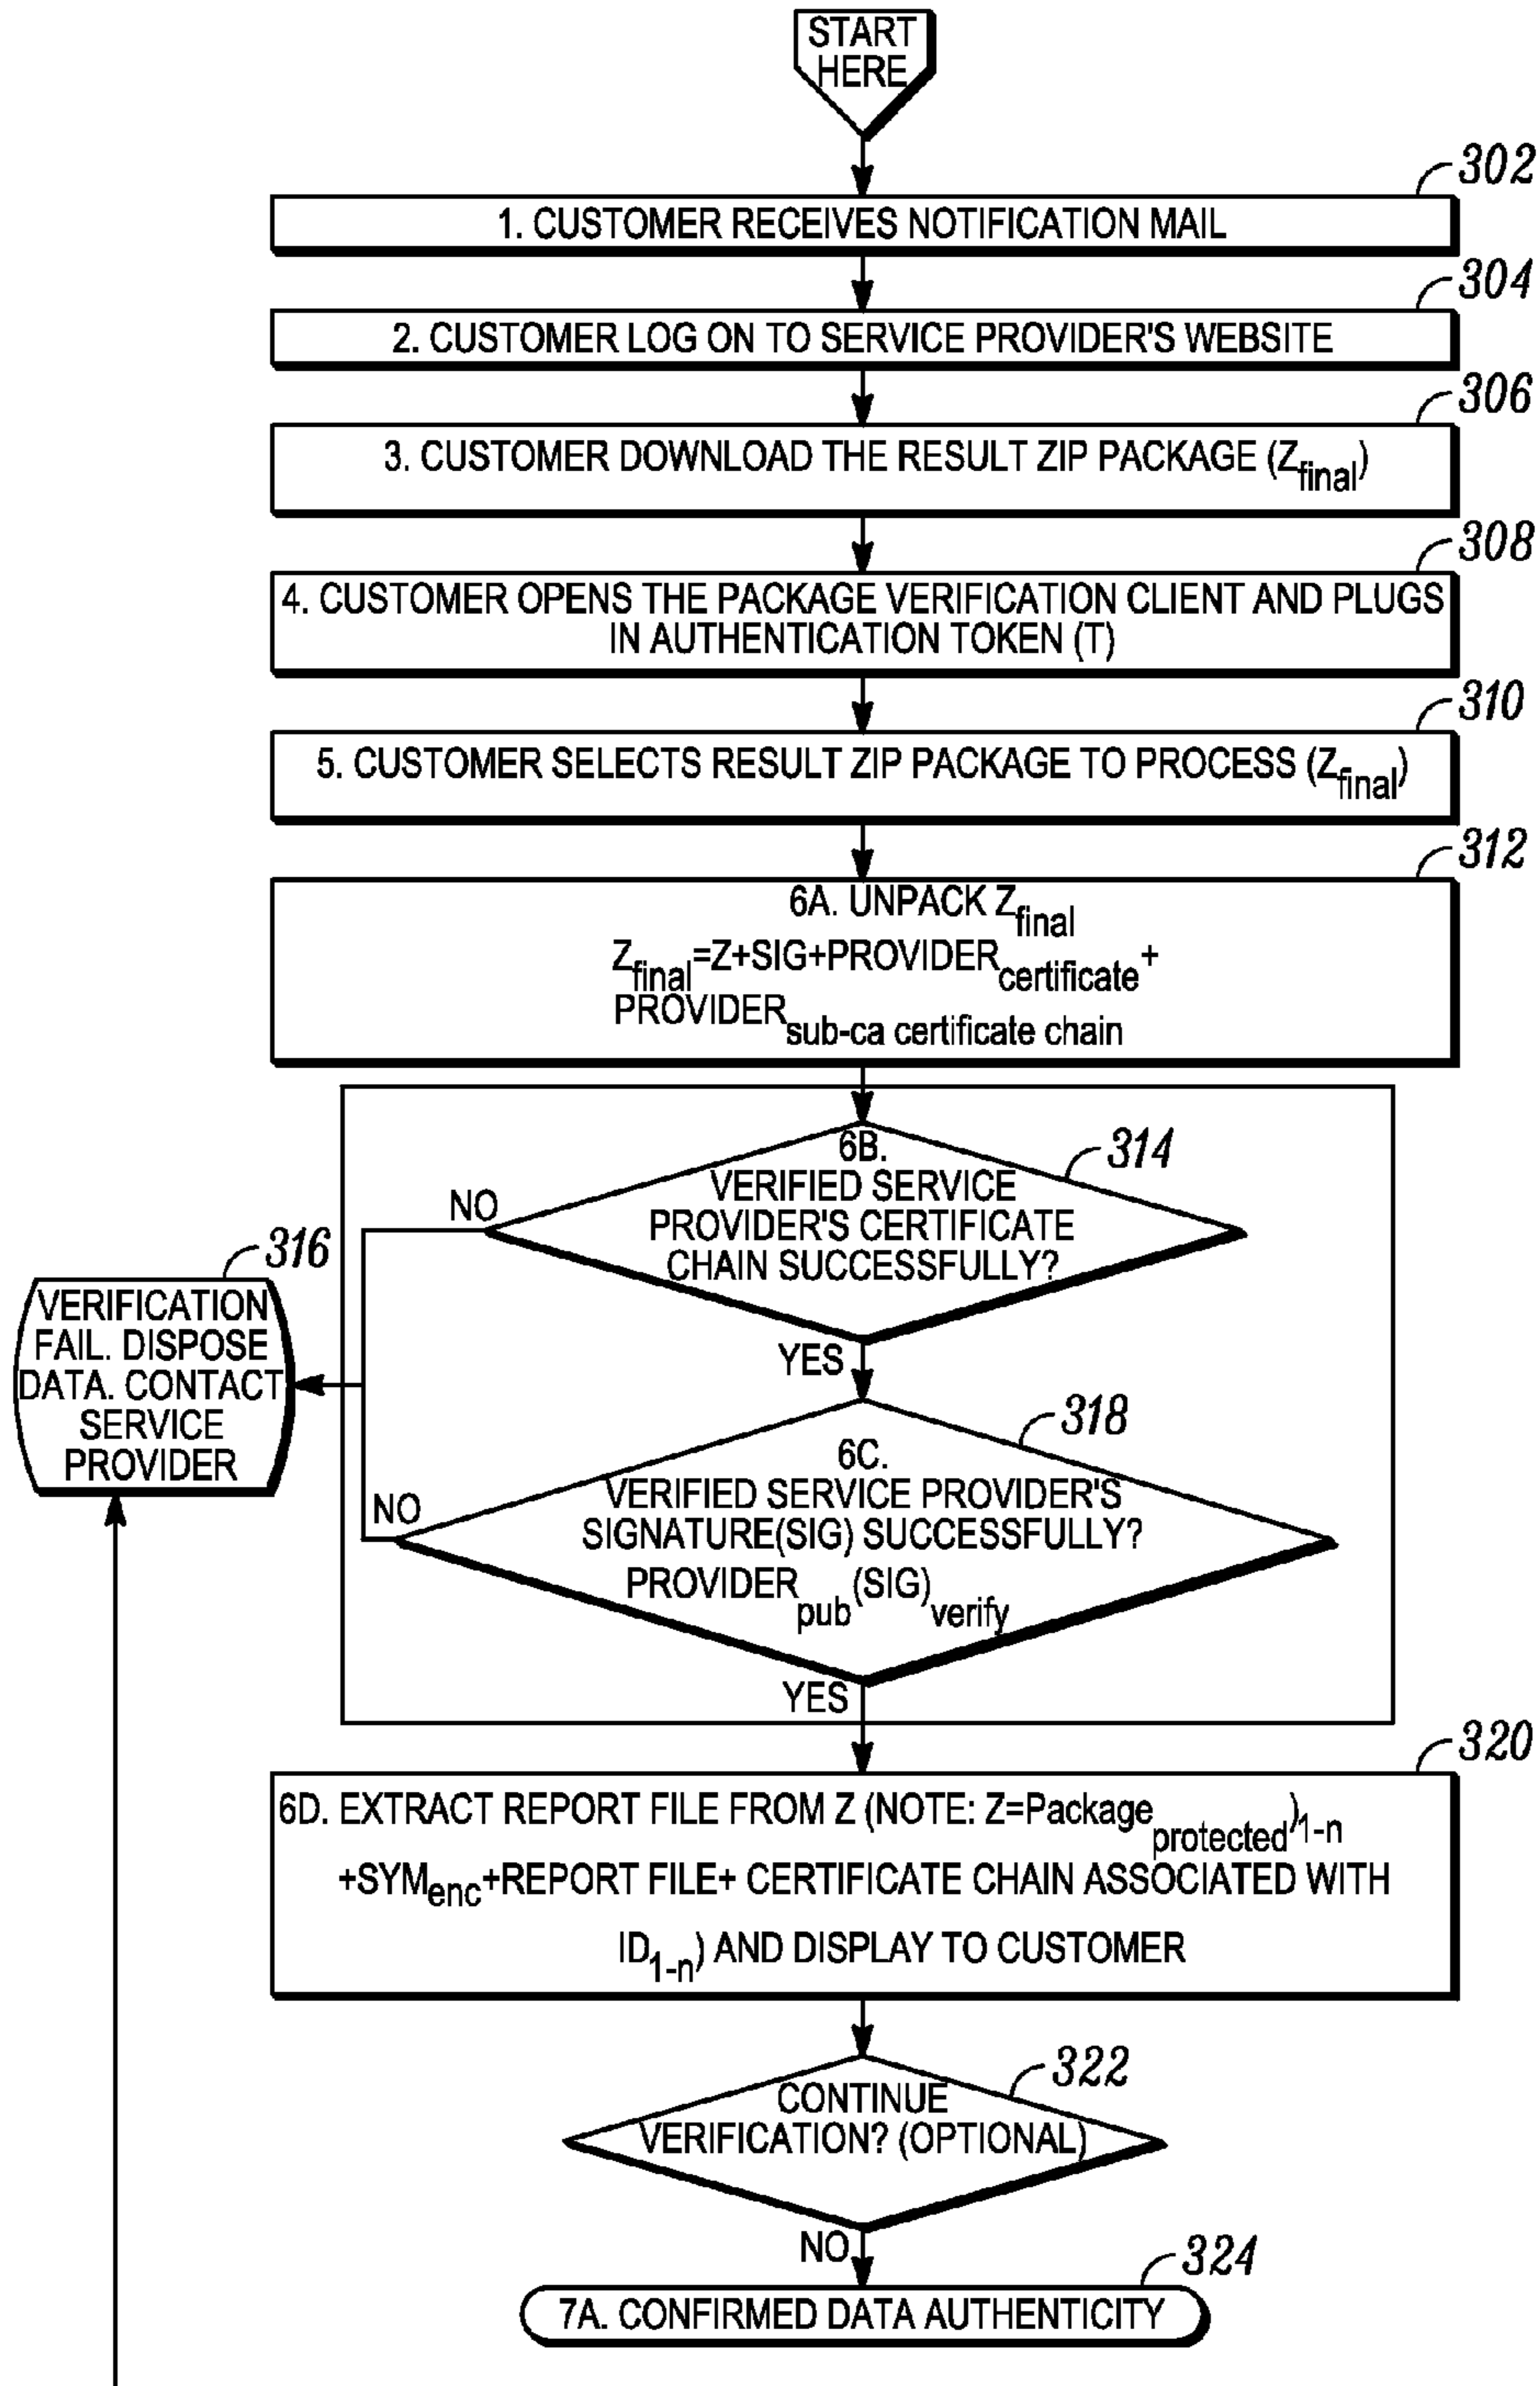 START
HERE
302
1. CUSTOMER RECEIVES NOTIFICATION MAIL
304
2. CUSTOMER LOG ON TO SERVICE PROVIDER'S WEBSITE
306
3. CUSTOMER DOWNLOAD THE RESULT ZIP PACKAGE (Zfinal)
308
4. CUSTOMER OPENS THE PACKAGE VERIFICATION CLIENT AND PLUGS
IN AUTHENTICATION TOKEN (T)
310
5. CUSTOMER SELECTS RESULT ZIP PACKAGE TO PROCESS (Zfinal)
312
6A. UNPACK Zfinal
Zfinal=Z+SIG+PROVIDERcertificate+
PROVIDERsub-ca certificate chain
314
6B.
VERIFIED SERVICE
PROVIDER'S CERTIFICATE
CHAIN SUCCESSFULLY?
NO
YES
316
VERIFICATION
FAIL. DISPOSE
DATA. CONTACT
SERVICE
PROVIDER
318
6C.
VERIFIED SERVICE PROVIDER'S
SIGNATURE(SIG) SUCCESSFULLY?
PROVIDERpub(SIG)verify
NO
YES
320
6D. EXTRACT REPORT FILE FROM Z (NOTE: Z=Packageprotected)1-n
+SYMenc+REPORT FILE+ CERTIFICATE CHAIN ASSOCIATED WITH
ID1-n) AND DISPLAY TO CUSTOMER
322
CONTINUE
VERIFICATION? (OPTIONAL)
NO
324
7A. CONFIRMED DATA AUTHENTICITY